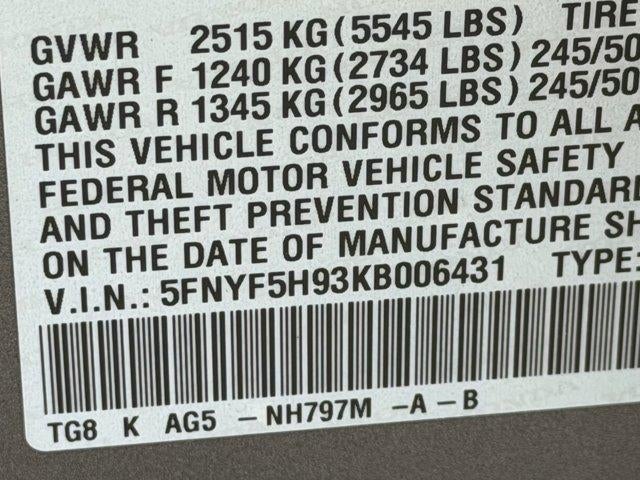 GVWR 2515 KG (5545 LBS) TIRE
GAWR F 1240 KG (2734 LBS) 245/50
GAWR R 1345 KG (2965 LBS) 245/50
THIS VEHICLE CONFORMS TO ALL A
FEDERAL MOTOR VEHICLE SAFETY
AND THEFT PREVENTION STANDAR
ON THE DATE OF MANUFACTURE SH
V.I.N.: 5FNYF5H93KB006431 TYPE:
TG8 K AG5 – NH797M –A – B